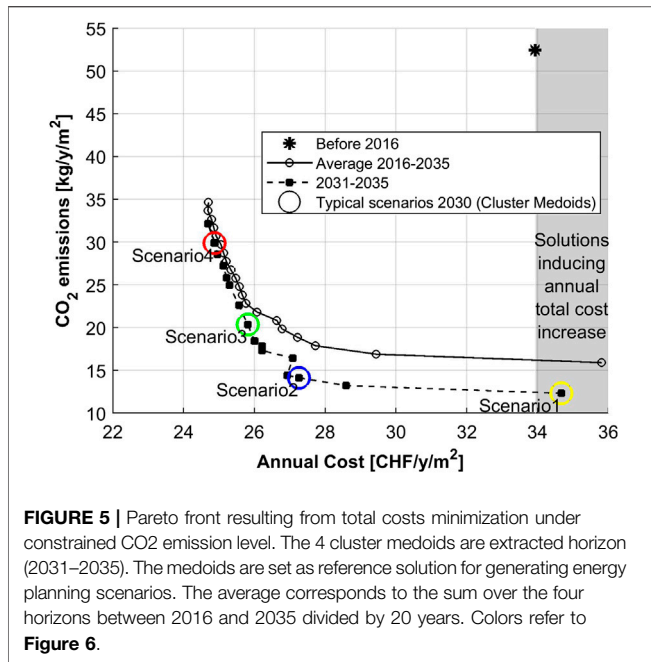 55
50
45
40
35
30
25
20
15
10
CO2 emissions [kg/y/m2]
Before 2016
Average 2016-2035
2031-2035
Typical scenarios 2030 (Cluster Medoids)
Solutions
inducing
annual
total cost
increase
Scenario4
Scenario3
Scenario2
Scenario1
22 24 26 28 30 32 34 36
Annual Cost [CHF/y/m2]
FIGURE 5 | Pareto front resulting from total costs minimization under
constrained CO2 emission level. The 4 cluster medoids are extracted horizon
(2031–2035). The medoids are set as reference solution for generating energy
planning scenarios. The average corresponds to the sum over the four
horizons between 2016 and 2035 divided by 20 years. Colors refer to
Figure 6.